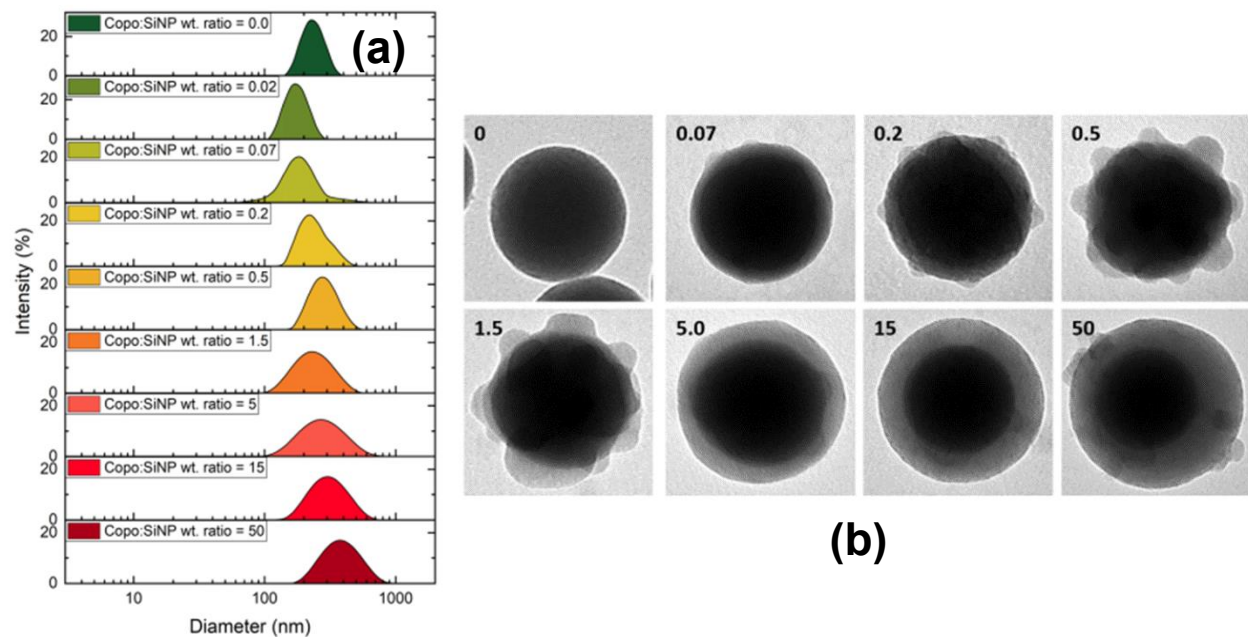 (a)
20
0
Copo:SiNP wt. ratio = 0.0
20
0
Copo:SiNP wt. ratio = 0.02
20
0
Copo:SiNP wt. ratio = 0.07
20
0
Copo:SiNP wt. ratio = 0.2
20
0
Copo:SiNP wt. ratio = 0.5
20
0
Copo:SiNP wt. ratio = 1.5
20
0
Copo:SiNP wt. ratio = 5
20
0
Copo:SiNP wt. ratio = 15
20
0
Copo:SiNP wt. ratio = 50
Intensity (%)
10 100 1000
Diameter (nm)
0 0.07 0.2 0.5
1.5 5.0 15 50
(b)